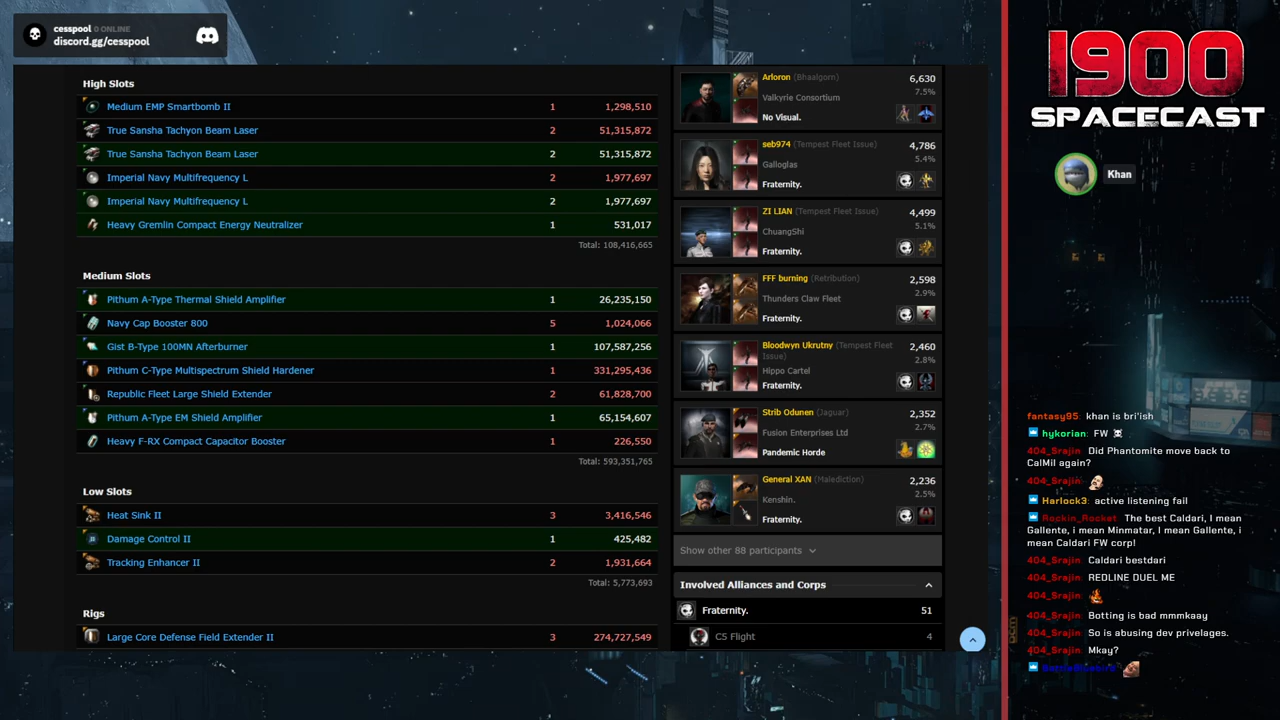 cesspool 0 ONLINE
discord.gg/cesspool
High Slots
Medium EMP Smartbomb II 1 1,298,510
True Sansha Tachyon Beam Laser 2 51,315,872
True Sansha Tachyon Beam Laser 2 51,315,872
Imperial Navy Multifrequency L 2 1,977,697
Imperial Navy Multifrequency L 2 1,977,697
Heavy Gremlin Compact Energy Neutralizer 1 531,017
Total: 108,416,665
Medium Slots
Pithum A-Type Thermal Shield Amplifier 1 26,235,150
Navy Cap Booster 800 5 1,024,066
Gist B-Type 100MN Afterburner 1 107,587,256
Pithum C-Type Multispectrum Shield Hardener 1 331,295,436
Republic Fleet Large Shield Extender 2 61,828,700
Pithum A-Type EM Shield Amplifier 1 65,154,607
Heavy F-RX Compact Capacitor Booster 1 226,550
Total: 593,351,765
Low Slots
Heat Sink II 3 3,416,546
Damage Control II 1 425,482
Tracking Enhancer II 2 1,931,664
Total: 5,773,693
Rigs
Large Core Defense Field Extender II 3 274,727,549
Arloron (Bhaalgorn) 6,630
Valkyrie Consortium 7.5%
No Visual.
seb974 (Tempest Fleet Issue) 4,786
Galloglas 5.4%
Fraternity.
ZI LIAN (Tempest Fleet Issue) 4,499
ChuangShi 5.1%
Fraternity.
FFF burning (Retribution) 2,598
Thunders Claw Fleet 2.9%
Fraternity.
Bloodwyn Ukrutny (Tempest Fleet 2,460
Issue) 2.8%
Hippo Cartel
Fraternity.
Strib Odunen (Jaguar) 2,352
Fusion Enterprises Ltd 2.7%
Pandemic Horde
General XAN (Malediction) 2,236
Kenshin. 2.5%
Fraternity.
Show other 88 participants
Involved Alliances and Corps
Fraternity. 51
CS Flight 4
1900
SPACECAST
Khan
fantasy95: khan is bri'ish
hykorian: FW
404_Srajin: Did Phantomite move back to
CalMil again?
404_Srajin:
Harlock3: active listening fail
Rockin_Rocket: The best Caldari, I mean
Gallente, i mean Minmatar, I mean Gallente, i
mean Caldari FW corp!
404_Srajin: Caldari bestdari
404_Srajin: REDLINE DUEL ME
404_Srajin:
404_Srajin: Botting is bad mmmkaay
404_Srajin: So is abusing dev privelages.
404_Srajin: Mkay?